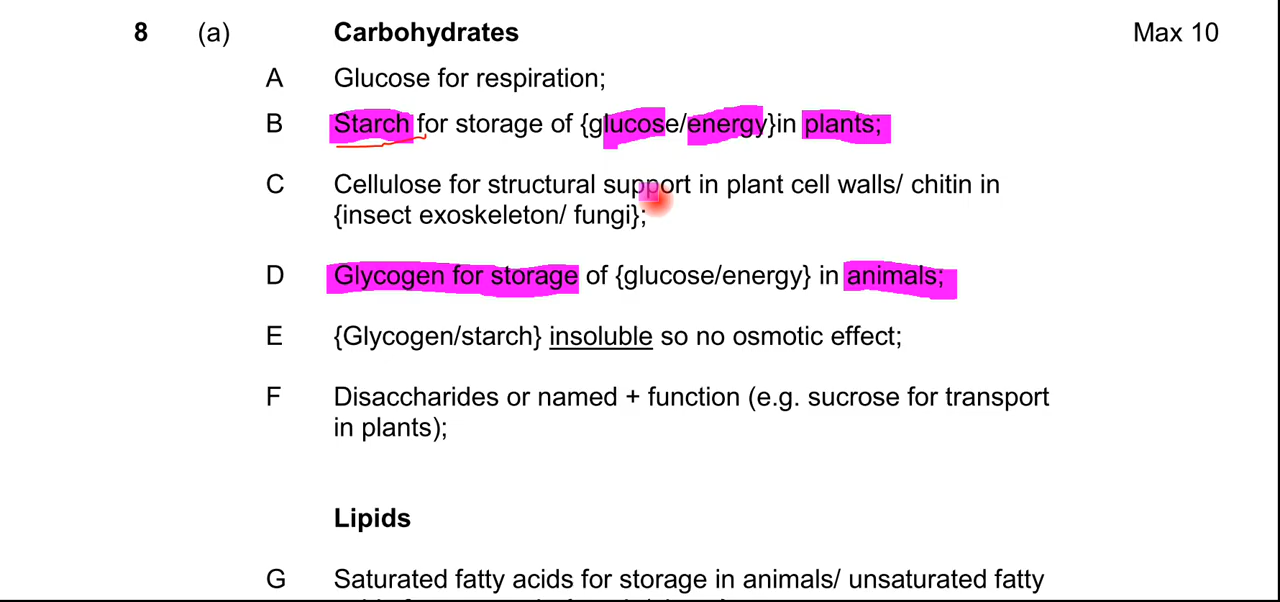 8 (a) Carbohydrates Max 10
A Glucose for respiration;
B Starch for storage of {glucose/energy}in plants;
C Cellulose for structural support in plant cell walls/ chitin in
{insect exoskeleton/ fungi};
D Glycogen for storage of {glucose/energy} in animals;
E {Glycogen/starch} insoluble so no osmotic effect;
F Disaccharides or named + function (e.g. sucrose for transport
in plants);
Lipids
G Saturated fatty acids for storage in animals/ unsaturated fatty